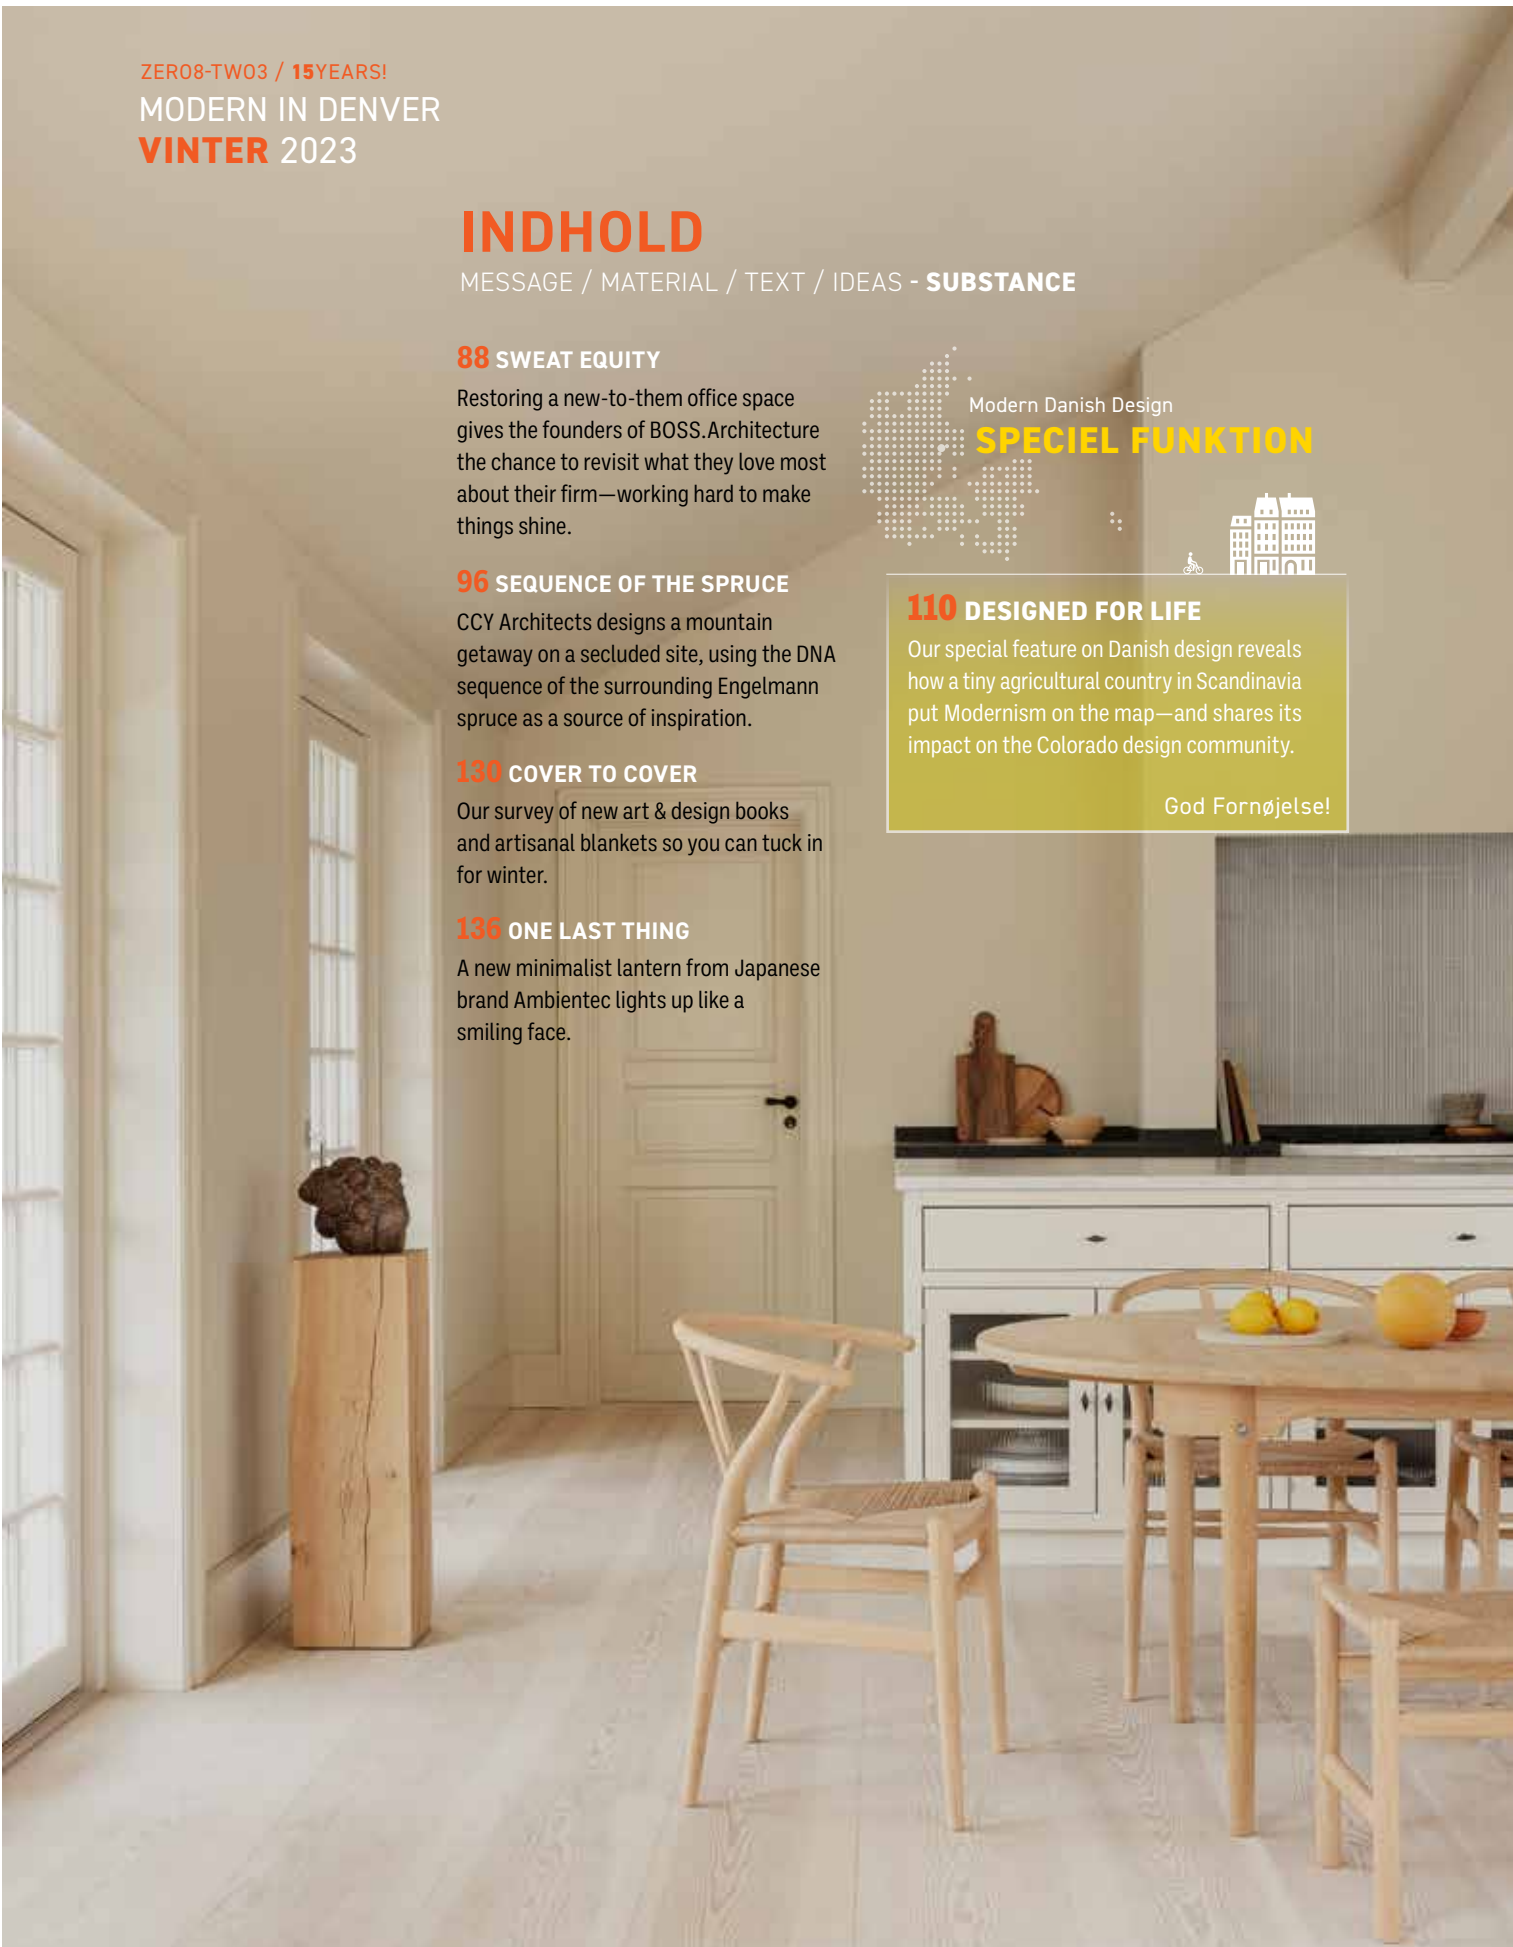 ZERO8-TWO3 / 15YEARS!
MODERN IN DENVER
VINTER 2023
INDHOLD
MESSAGE / MATERIAL / TEXT / IDEAS - SUBSTANCE
88 SWEAT EQUITY
Restoring a new-to-them office space
gives the founders of BOSS.Architecture
the chance to revisit what they love most
about their firm—working hard to make
things shine.
96 SEQUENCE OF THE SPRUCE
CCY Architects designs a mountain
getaway on a secluded site, using the DNA
sequence of the surrounding Engelmann
spruce as a source of inspiration.
130 COVER TO COVER
Our survey of new art & design books
and artisanal blankets so you can tuck in
for winter.
136 ONE LAST THING
A new minimalist lantern from Japanese
brand Ambientec lights up like a
smiling face.
Modern Danish Design
SPECIEL FUNKTION
110 DESIGNED FOR LIFE
Our special feature on Danish design reveals
how a tiny agricultural country in Scandinavia
put Modernism on the map—and shares its
impact on the Colorado design community.
God Fornøjelse!